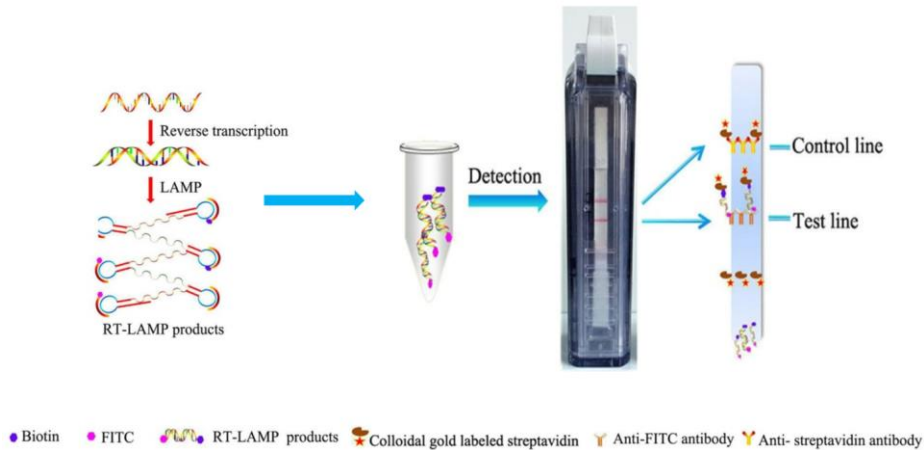 Reverse transcription
LAMP
RT-LAMP products
Detection
Control line
Test line
Biotin
FITC
RT-LAMP products
Colloidal gold labeled streptavidin
Anti-FITC antibody
Anti- streptavidin antibody